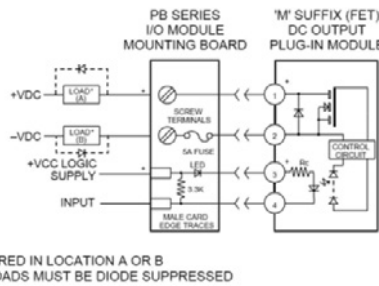 PB SERIES
I/O MODULE
MOUNTING BOARD
'M' SUFFIX (FET)
DC OUTPUT
PLUG-IN MODULE
+VDC
LOAD*
(A)
SCREW
TERMINALS
1
–VDC
LOAD*
(B)
5A FUSE
2
CONTROL
CIRCUIT
+VCC LOGIC
SUPPLY
LED
3
Rc
3.3K
INPUT
4
MALE CARD
EDGE TRACES
RED IN LOCATION A OR B
OADS MUST BE DIODE SUPPRESSED